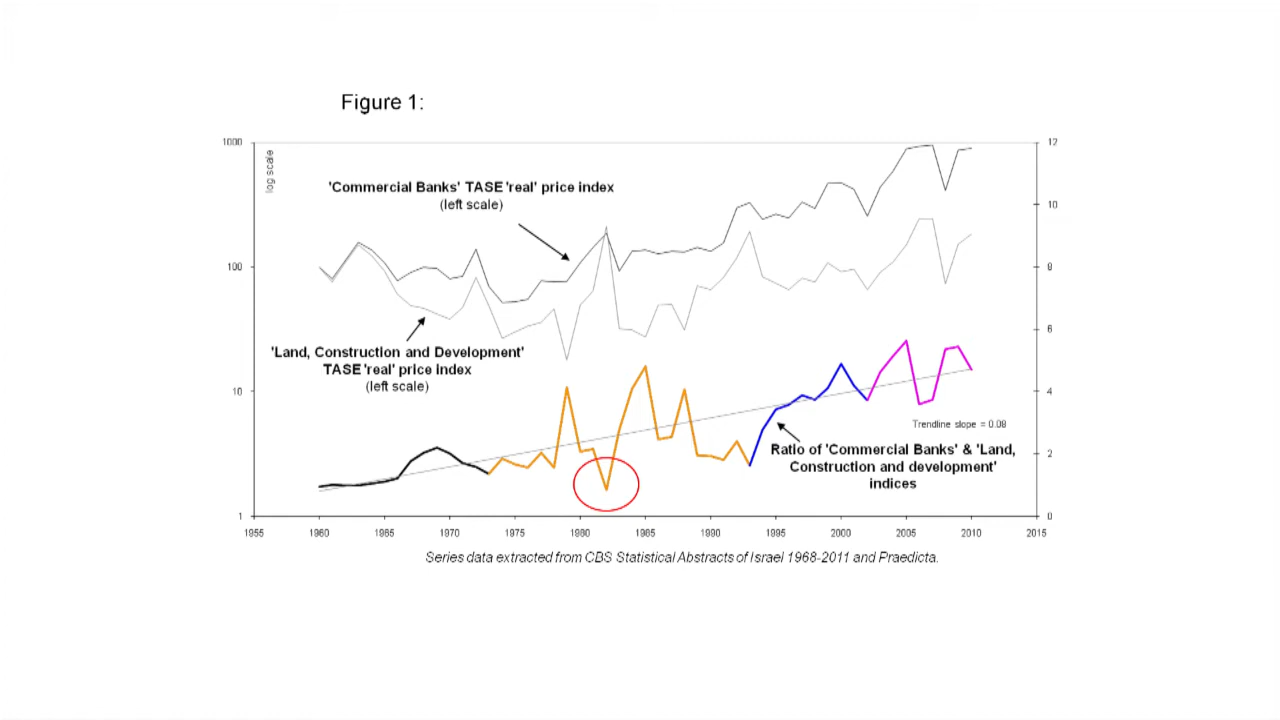 Figure 1:
1000
log scale
12
'Commercial Banks' TASE 'real' price index
(left scale)
10
100
8
6
'Land, Construction and Development'
TASE 'real' price index
(left scale)
10
4
Trendline slope = 0.08
Ratio of 'Commercial Banks' & 'Land,
Construction and development'
indices
2
1
0
1955 1960 1965 1970 1975 1980 1985 1990 1995 2000 2005 2010 2015
Series data extracted from CBS Statistical Abstracts of Israel 1968-2011 and Praedicta.